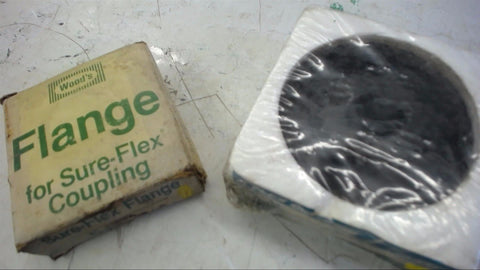 Wood's
Flange
for Sure-Flex
Coupling
Sure-Flex Flange